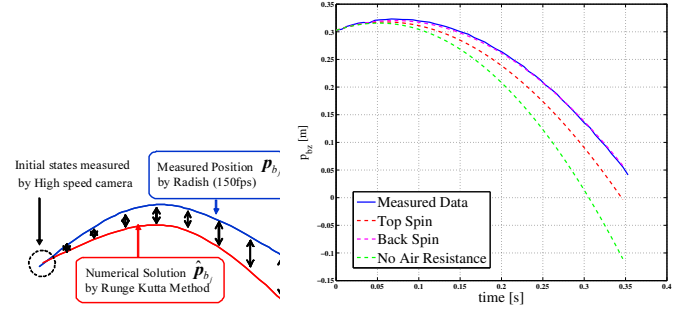 Initial states measured
by High speed camera
Measured Position p_{b_j}
by Radish (150fps)
Numerical Solution \hat{p}_{b_j}
by Runge Kutta Method
p_{bz} [m]
0.4
0.35
0.3
0.25
0.2
0.15
0.1
0.05
0
−0.05
−0.1
−0.15
Measured Data
Top Spin
Back Spin
No Air Resistance
0
0.05
0.1
0.15
0.2
0.25
0.3
0.35
0.4
time [s]